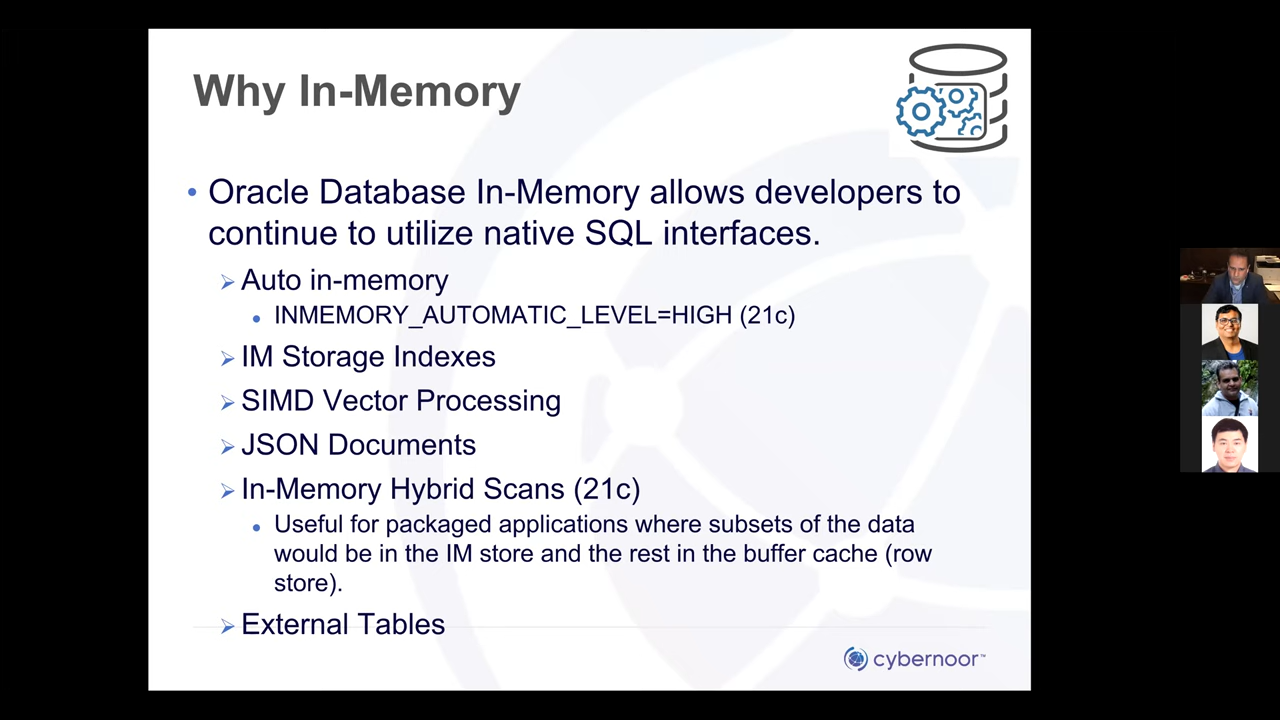 Why In-Memory
• Oracle Database In-Memory allows developers to
continue to utilize native SQL interfaces.
➢ Auto in-memory
• INMEMORY_AUTOMATIC_LEVEL=HIGH (21c)
➢ IM Storage Indexes
➢ SIMD Vector Processing
➢ JSON Documents
➢ In-Memory Hybrid Scans (21c)
• Useful for packaged applications where subsets of the data
would be in the IM store and the rest in the buffer cache (row
store).
➢ External Tables
cybernoor™